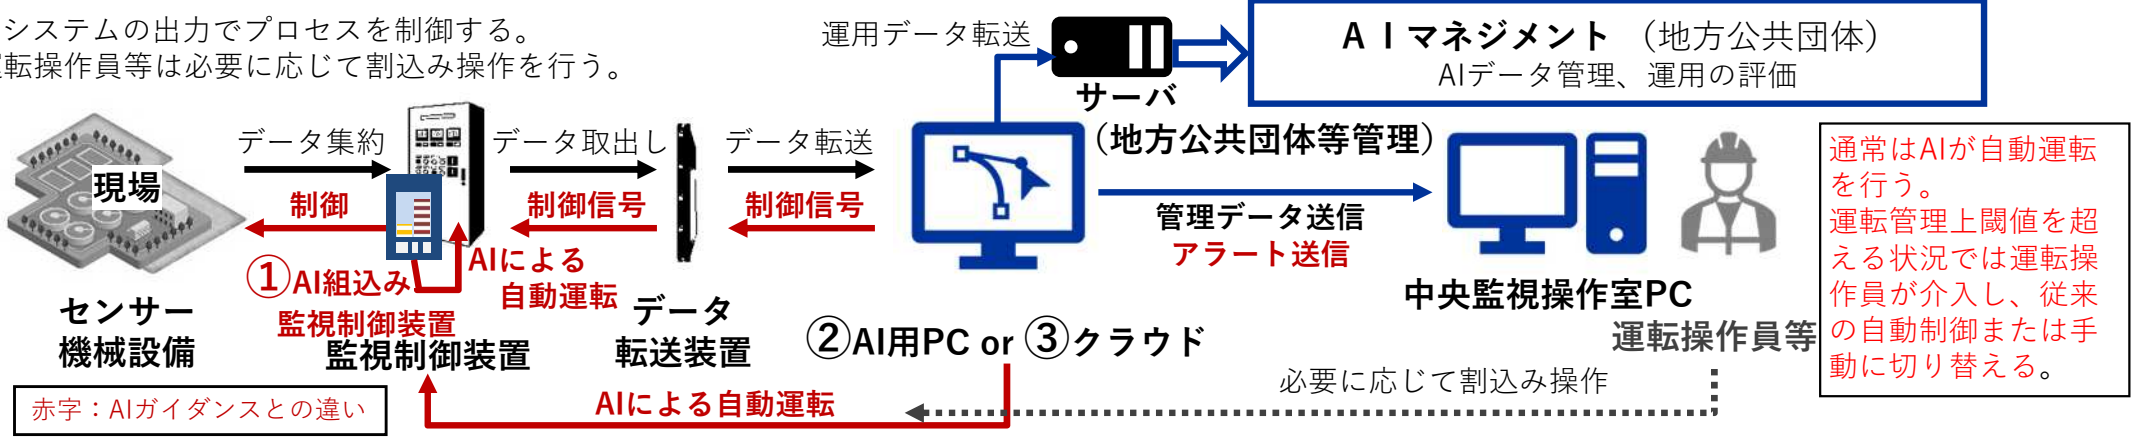 システムの出力でプロセスを制御する。
転操作員等は必要に応じて割込み操作を行う。
運用データ転送
サーバ
(地方公共団体等管理)
AIマネジメント (地方公共団体)
AIデータ管理、運用の評価
現場
データ集約
制御
データ取出し
制御信号
データ転送
制御信号
管理データ送信
アラート送信
①AI組込み
監視制御装置
AIによる
自動運転
センサー
機械設備
監視制御装置
データ
転送装置
②AI用PC or ③クラウド
中央監視操作室PC
運転操作員等
通常はAIが自動運転
を行う。
運転管理上閾値を超
える状況では運転操
作員が介入し、従来
の自動制御または手
動に切り替える。
必要に応じて割込み操作
AIによる自動運転
赤字：AIガイダンスとの違い